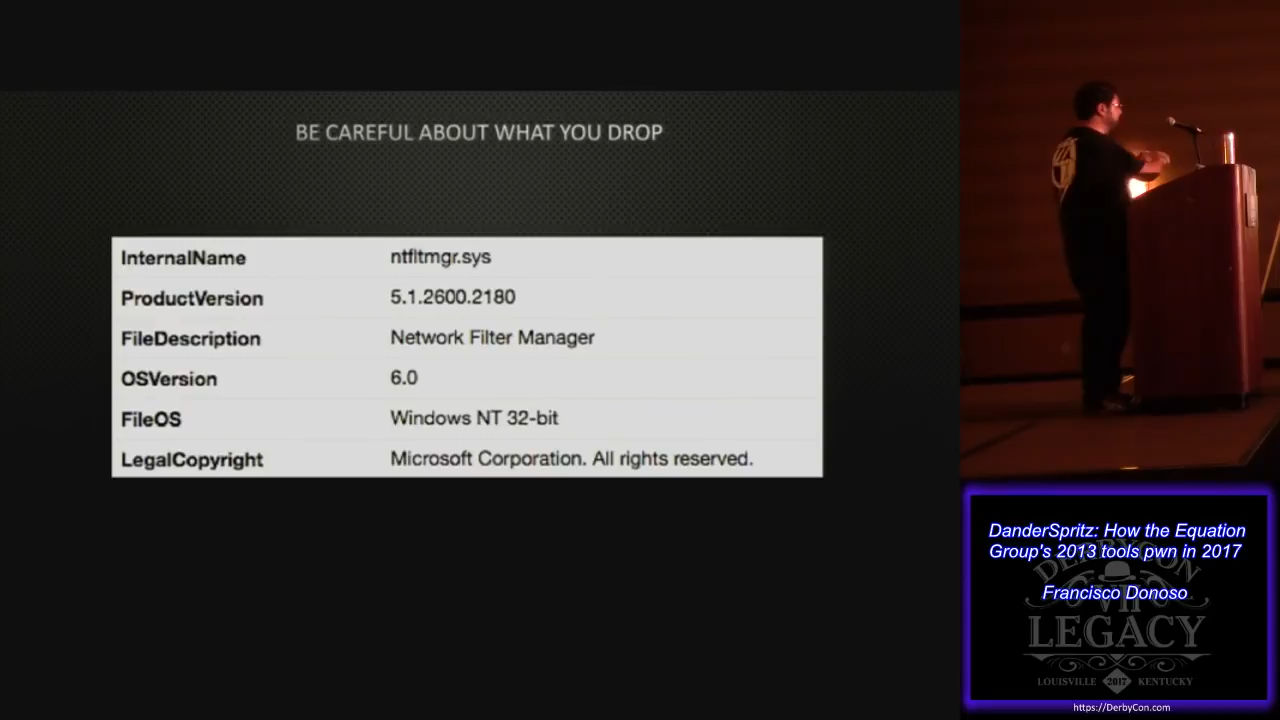 BE CAREFUL ABOUT WHAT YOU DROP
InternalName ntfltmgr.sys
ProductVersion 5.1.2600.2180
FileDescription Network Filter Manager
OSVersion 6.0
FileOS Windows NT 32-bit
LegalCopyright Microsoft Corporation. All rights reserved.
DanderSpritz: How the Equation
Group's 2013 tools pwn in 2017
DERBYCON
Francisco Donoso
VII
LEGACY
LOUISVILLE 2017 KENTUCKY
https://DerbyCon.com